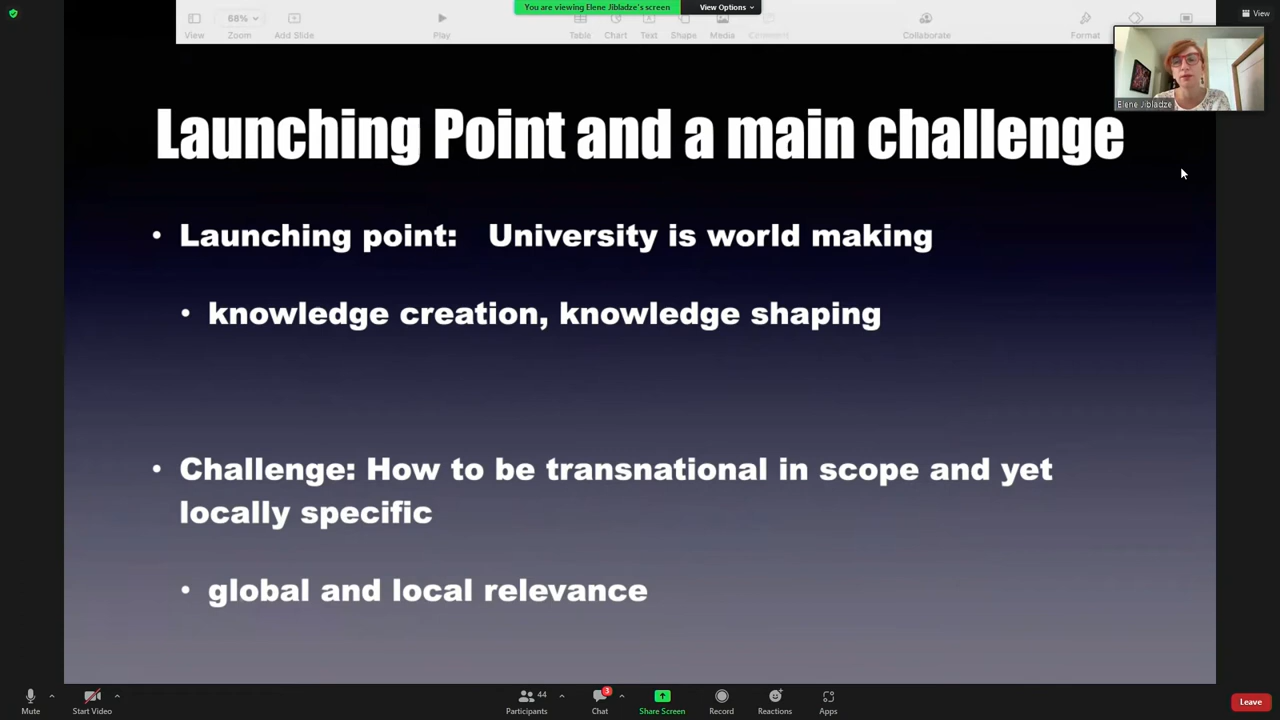 You are viewing Elene Jibladze's screen
View Options
View
68%
View
Zoom
Add Slide
Play
Table
Chart
Text
Shape
Media
Comment
Collaborate
Format
Elene Jibladze
Launching Point and a main challenge
• Launching point: University is world making
• knowledge creation, knowledge shaping
• Challenge: How to be transnational in scope and yet
locally specific
• global and local relevance
Mute
Start Video
44
Participants
3
Chat
Share Screen
Record
Reactions
Apps
Leave